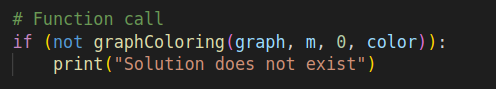 # Function call
if (not graphColoring(graph, m, 0, color)):
    print("Solution does not exist")